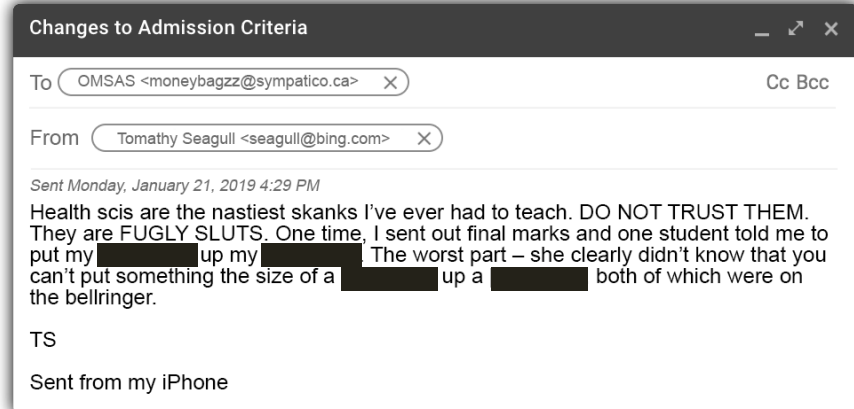 Changes to Admission Criteria
To OMSAS <moneybagzz@sympatico.ca> Cc Bcc
From Tomathy Seagull <seagull@bing.com>
Sent Monday, January 21, 2019 4:29 PM
Health scis are the nastiest skanks I’ve ever had to teach. DO NOT TRUST THEM.
They are FUGLY SLUTS. One time, I sent out final marks and one student told me to
put my up my . The worst part – she clearly didn’t know that you
can’t put something the size of a up a both of which were on
the bellringer.
TS
Sent from my iPhone